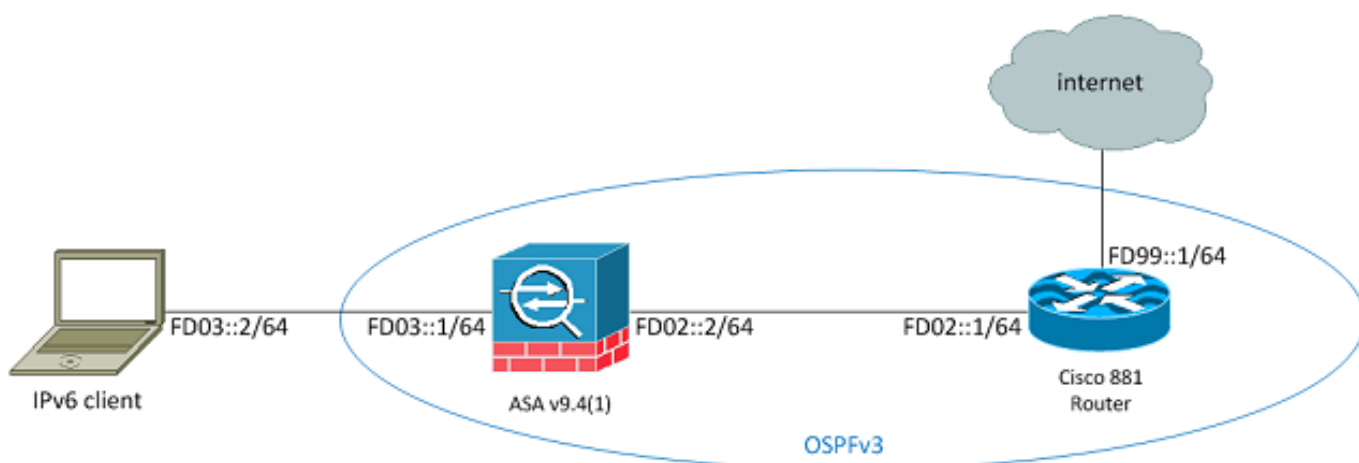 internet
FD99::1/64
FD03::2/64
FD03::1/64
FD02::2/64
FD02::1/64
IPv6 client
ASA v9.4(1)
Cisco 881
Router
OSPFv3